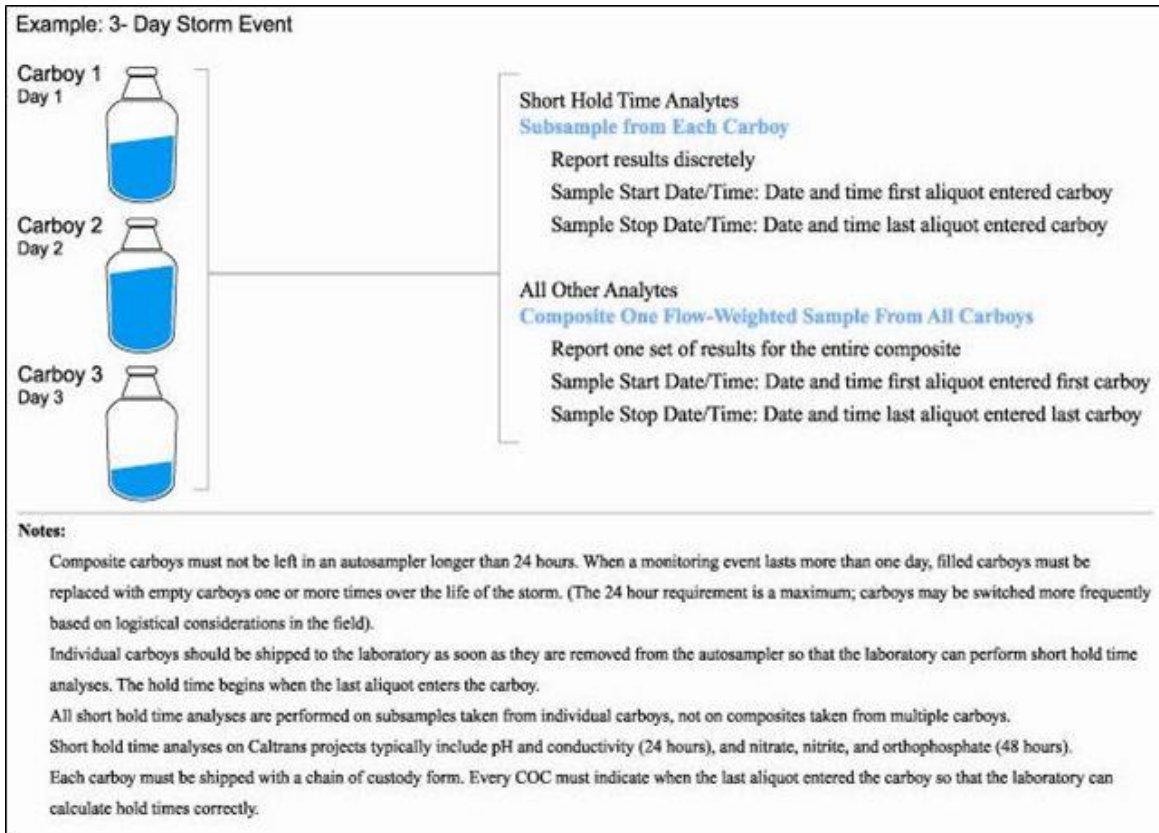 Example: 3- Day Storm Event
Carboy 1
Day 1
Short Hold Time Analytes
Subsample from Each Carboy
Report results discretely
Sample Start Date/Time: Date and time first aliquot entered carboy
Sample Stop Date/Time: Date and time last aliquot entered carboy
Carboy 2
Day 2
All Other Analytes
Composite One Flow-Weighted Sample From All Carboys
Report one set of results for the entire composite
Sample Start Date/Time: Date and time first aliquot entered first carboy
Sample Stop Date/Time: Date and time last aliquot entered last carboy
Carboy 3
Day 3
Notes:
Composite carboys must not be left in an autosampler longer than 24 hours. When a monitoring event lasts more than one day, filled carboys must be
replaced with empty carboys one or more times over the life of the storm. (The 24 hour requirement is a maximum; carboys may be switched more frequently
based on logistical considerations in the field).
Individual carboys should be shipped to the laboratory as soon as they are removed from the autosampler so that the laboratory can perform short hold time
analyses. The hold time begins when the last aliquot enters the carboy.
All short hold time analyses are performed on subsamples taken from individual carboys, not on composites taken from multiple carboys.
Short hold time analyses on Caltrans projects typically include pH and conductivity (24 hours), and nitrate, nitrite, and orthophosphate (48 hours).
Each carboy must be shipped with a chain of custody form. Every COC must indicate when the last aliquot entered the carboy so that the laboratory can
calculate hold times correctly.